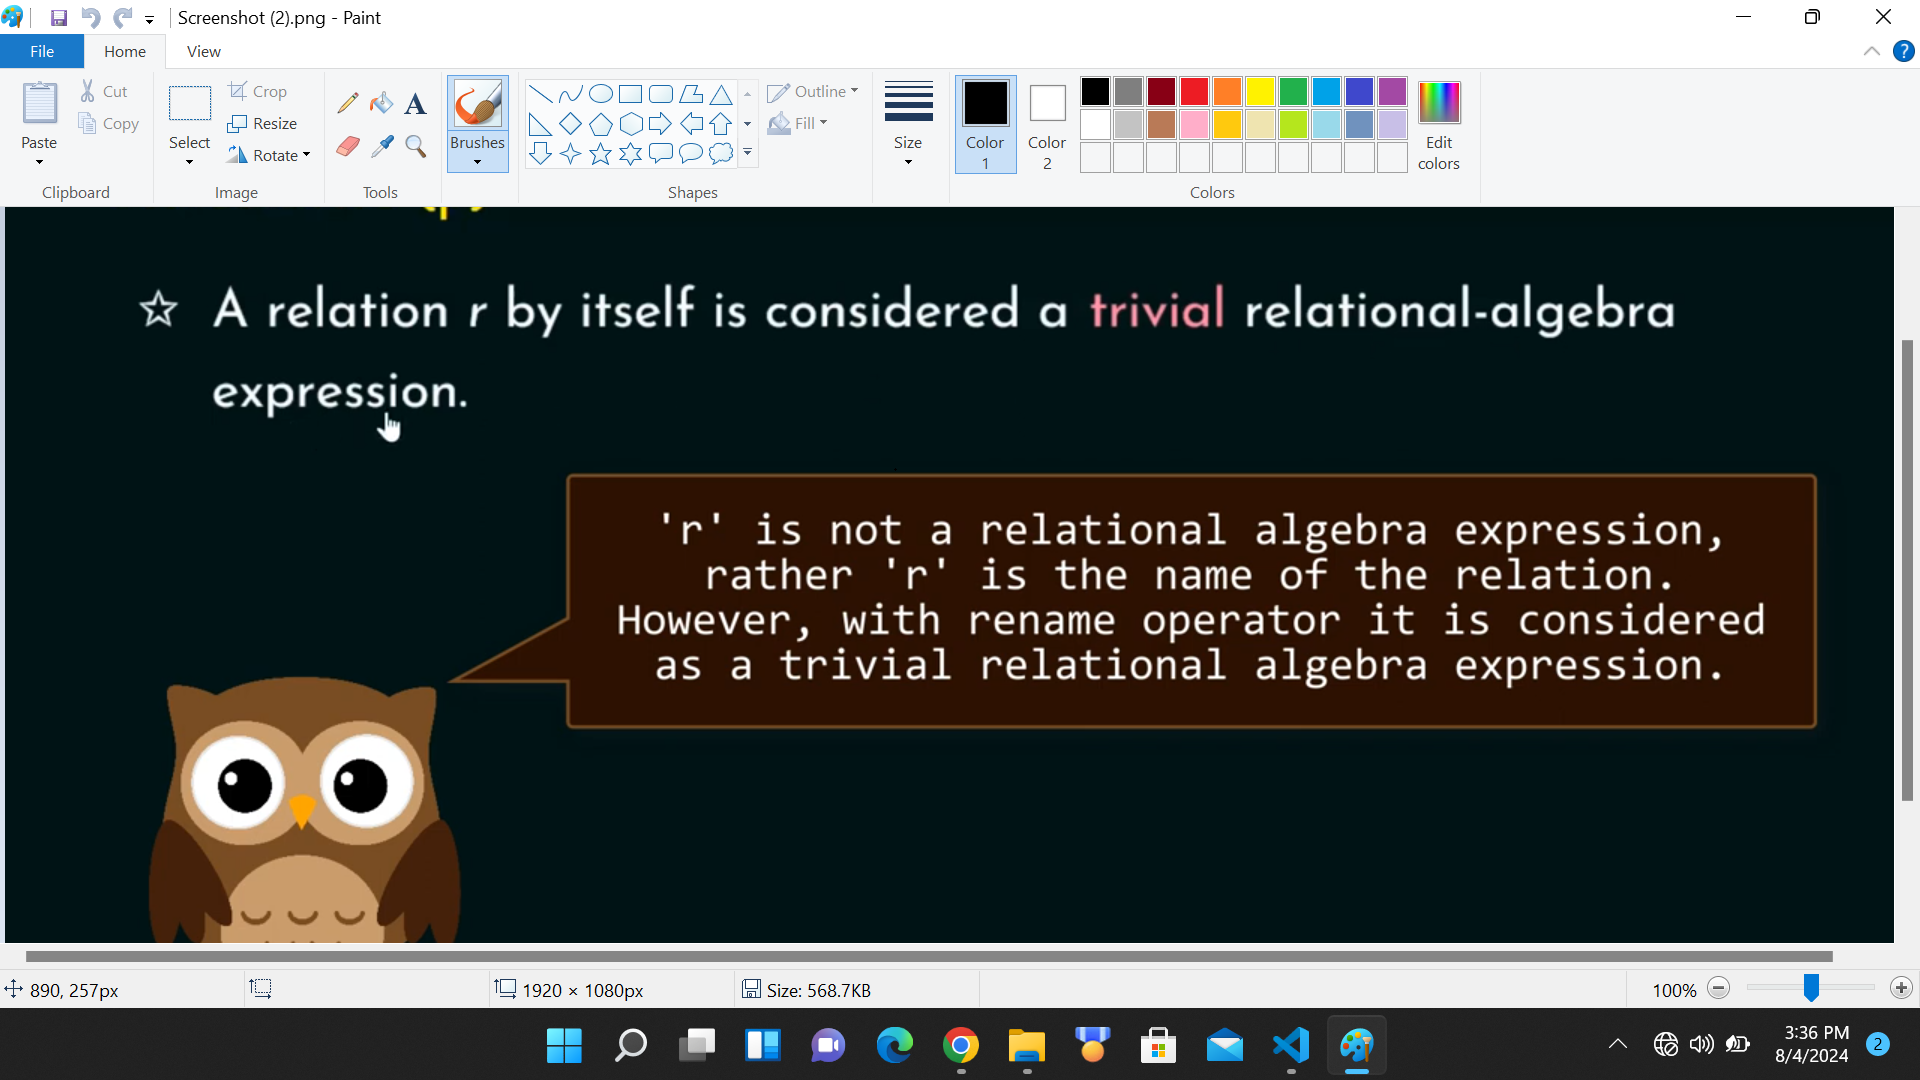 Screenshot (2).png - Paint
File Home View
Cut
Copy
Paste
Clipboard
Select
Crop
Resize
Rotate
Image
A
Tools
Brushes
Shapes
Outline
Fill
Size
Color
1
Color
2
Edit
colors
Colors
A relation r by itself is considered a trivial relational-algebra
expression.
'r' is not a relational algebra expression,
rather 'r' is the name of the relation.
However, with rename operator it is considered
as a trivial relational algebra expression.
890, 257px
1920 × 1080px
Size: 568.7KB
100%
3:36 PM
8/4/2024
2